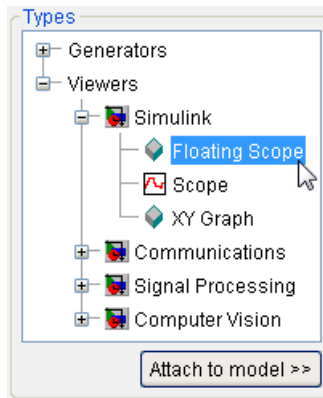 Types
Generators
Viewers
Simulink
Floating Scope
Scope
XY Graph
Communications
Signal Processing
Computer Vision
Attach to model >>